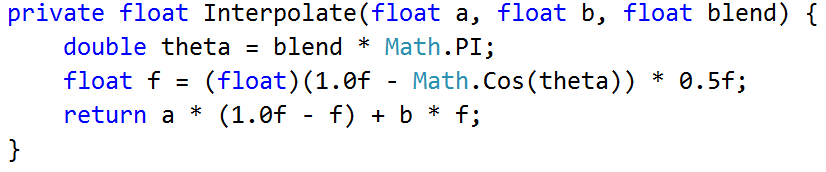 private float Interpolate(float a, float b, float blend) {
    double theta = blend * Math.PI;
    float f = (float)(1.0f - Math.Cos(theta)) * 0.5f;
    return a * (1.0f - f) + b * f;
}